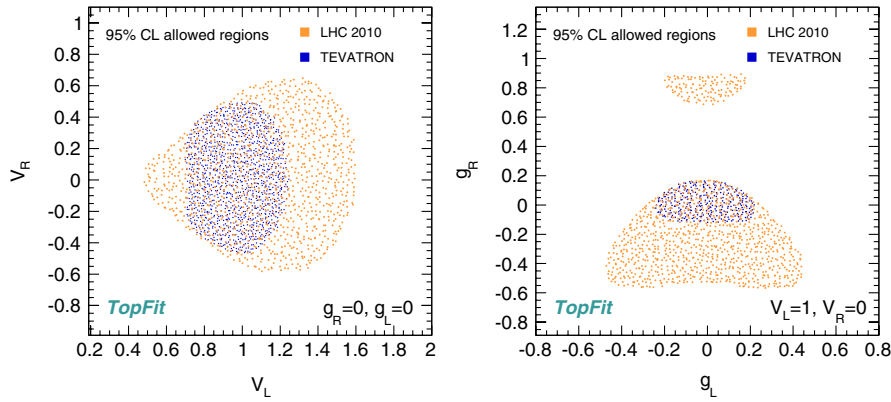 95% CL allowed regions
LHC 2010
TEVATRON
V_R
1
0.8
0.6
0.4
0.2
0
-0.2
-0.4
-0.6
-0.8
TopFit
g_R=0, g_L=0
0.2 0.4 0.6 0.8 1 1.2 1.4 1.6 1.8 2
V_L
95% CL allowed regions
LHC 2010
TEVATRON
g_R
1.2
1
0.8
0.6
0.4
0.2
0
-0.2
-0.4
-0.6
-0.8
TopFit
V_L=1, V_R=0
-0.8 -0.6 -0.4 -0.2 0 0.2 0.4 0.6 0.8
g_L